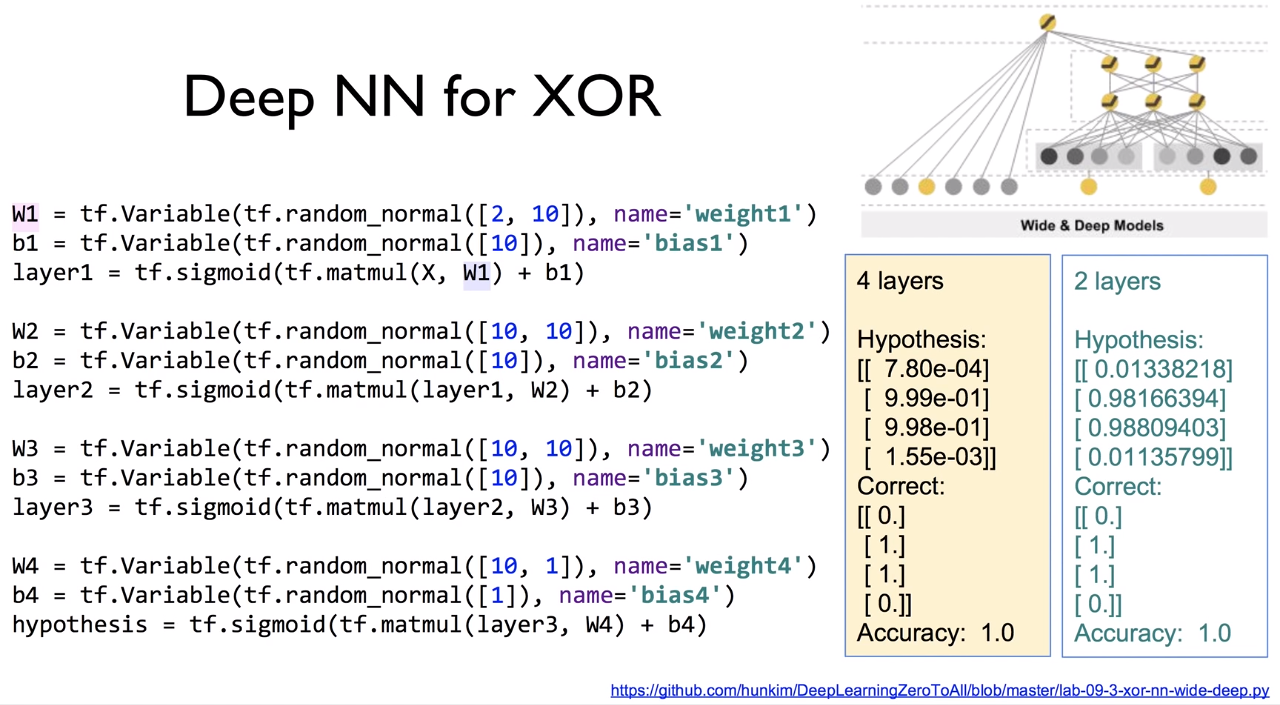 Deep NN for XOR
W1 = tf.Variable(tf.random_normal([2, 10]), name='weight1')
b1 = tf.Variable(tf.random_normal([10]), name='bias1')
layer1 = tf.sigmoid(tf.matmul(X, W1) + b1)
W2 = tf.Variable(tf.random_normal([10, 10]), name='weight2')
b2 = tf.Variable(tf.random_normal([10]), name='bias2')
layer2 = tf.sigmoid(tf.matmul(layer1, W2) + b2)
W3 = tf.Variable(tf.random_normal([10, 10]), name='weight3')
b3 = tf.Variable(tf.random_normal([10]), name='bias3')
layer3 = tf.sigmoid(tf.matmul(layer2, W3) + b3)
W4 = tf.Variable(tf.random_normal([10, 1]), name='weight4')
b4 = tf.Variable(tf.random_normal([1]), name='bias4')
hypothesis = tf.sigmoid(tf.matmul(layer3, W4) + b4)
Wide & Deep Models
4 layers
Hypothesis:
[[ 7.80e-04]
[ 9.99e-01]
[ 9.98e-01]
[ 1.55e-03]]
Correct:
[[ 0.]
[ 1.]
[ 1.]
[ 0.]]
Accuracy: 1.0
2 layers
Hypothesis:
[[ 0.01338218]
[ 0.98166394]
[ 0.98809403]
[ 0.01135799]]
Correct:
[[ 0.]
[ 1.]
[ 1.]
[ 0.]]
Accuracy: 1.0
https://github.com/hunkim/DeepLearningZeroToAll/blob/master/lab-09-3-xor-nn-wide-deep.py